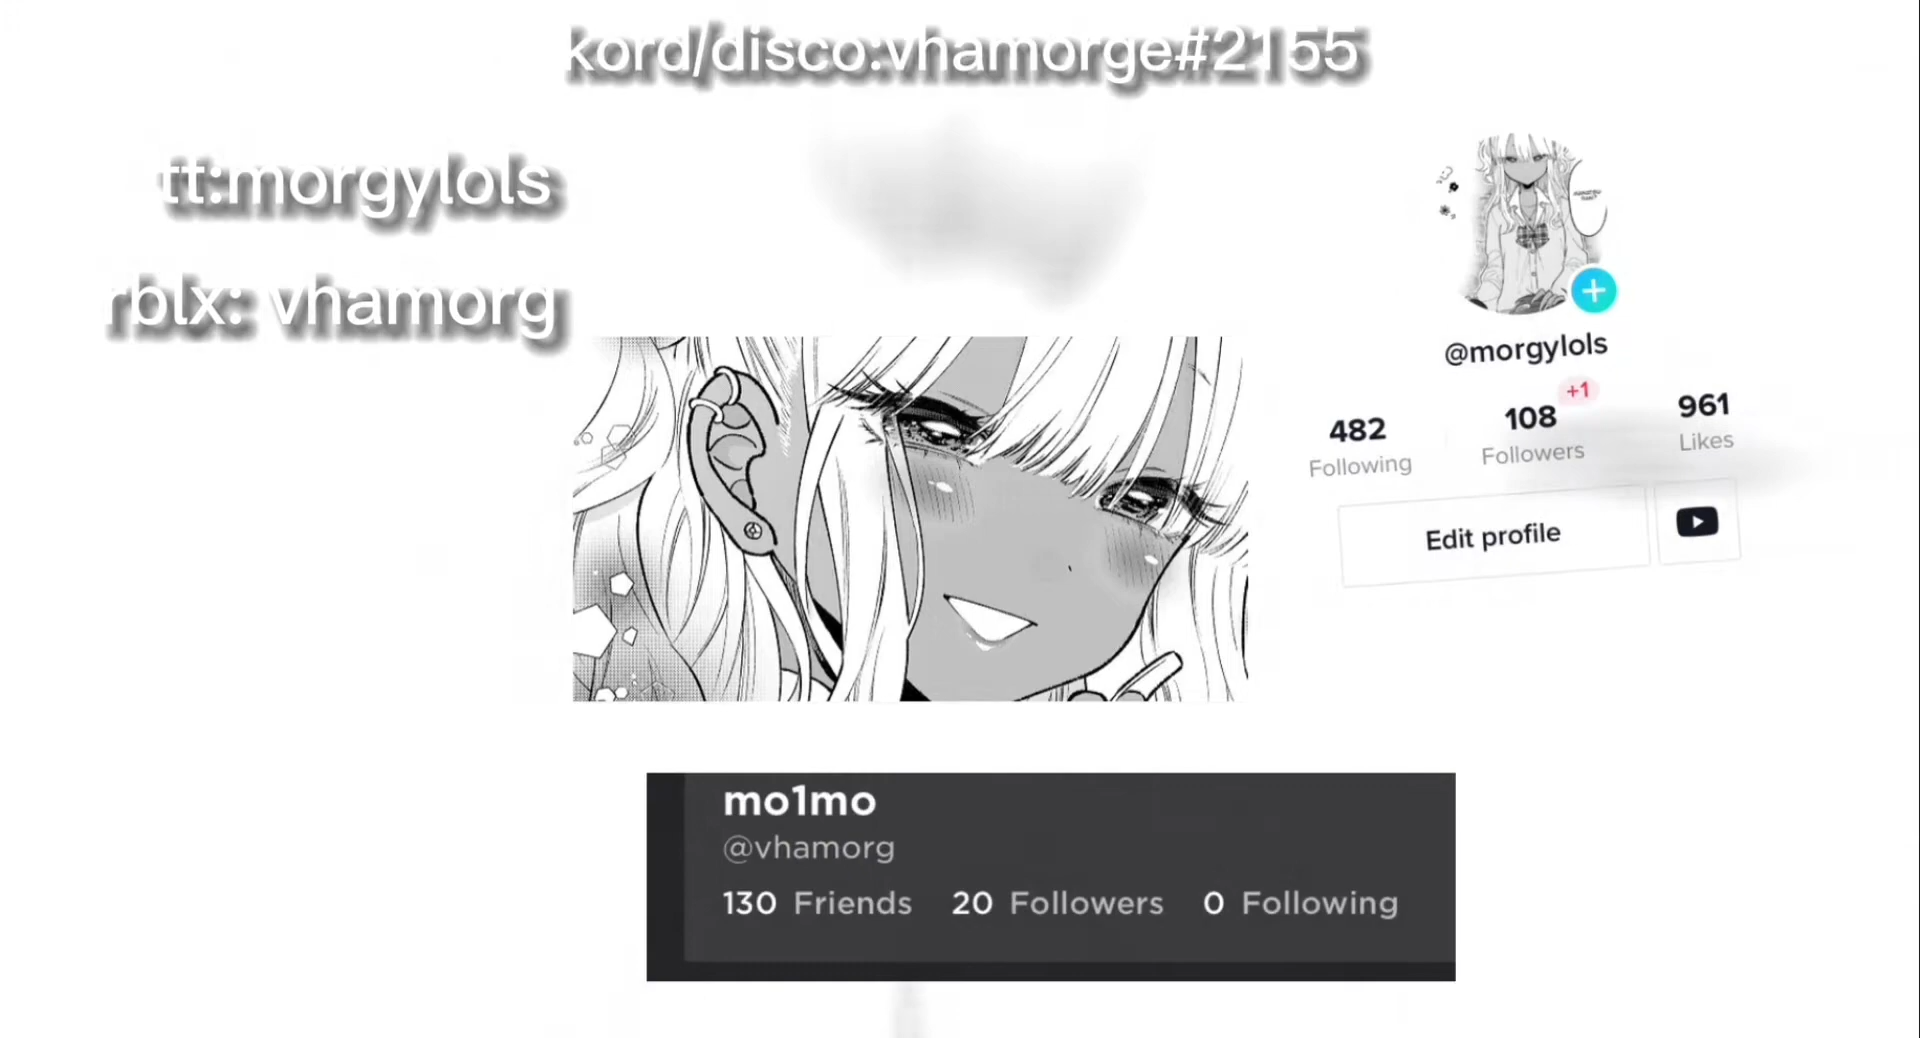 kord/disco:vhamorge#2155
tt:morgylols
rblx: vhamorg
@morgylols
+1
482 108 961
Following Followers Likes
Edit profile
mo1mo
@vhamorg
130 Friends 20 Followers 0 Following